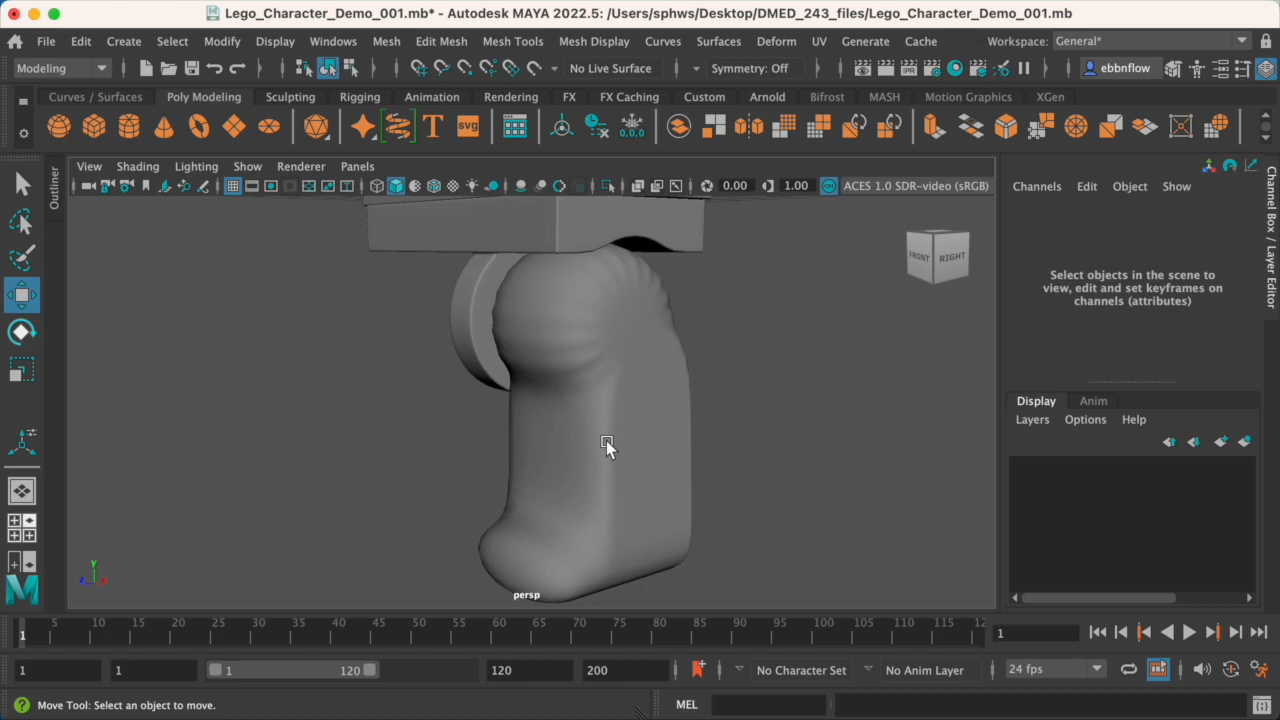 Lego_Character_Demo_001.mb* - Autodesk MAYA 2022.5: /Users/sphws/Desktop/DMED_243_files/Lego_Character_Demo_001.mb
File Edit Create Select Modify Display Windows Mesh Edit Mesh Mesh Tools Mesh Display Curves Surfaces Deform UV Generate Cache Workspace: General*
Modeling No Live Surface Symmetry: Off ebbnflow
Curves / Surfaces Poly Modeling Sculpting Rigging Animation Rendering FX FX Caching Custom Arnold Bifrost MASH Motion Graphics XGen
View Shading Lighting Show Renderer Panels
0.00 1.00 ACES 1.0 SDR-video (sRGB)
Outliner
FRONT RIGHT
persp
y
z x
Channels Edit Object Show
Channel Box / Layer Editor
Select objects in the scene to
view, edit and set keyframes on
channels (attributes)
Display Anim
Layers Options Help
1 5 10 15 20 25 30 35 40 45 50 55 60 65 70 75 80 85 90 95 100 105 110 115 12
1
1 1 1 120 120 200 No Character Set No Anim Layer 24 fps
Move Tool: Select an object to move. MEL